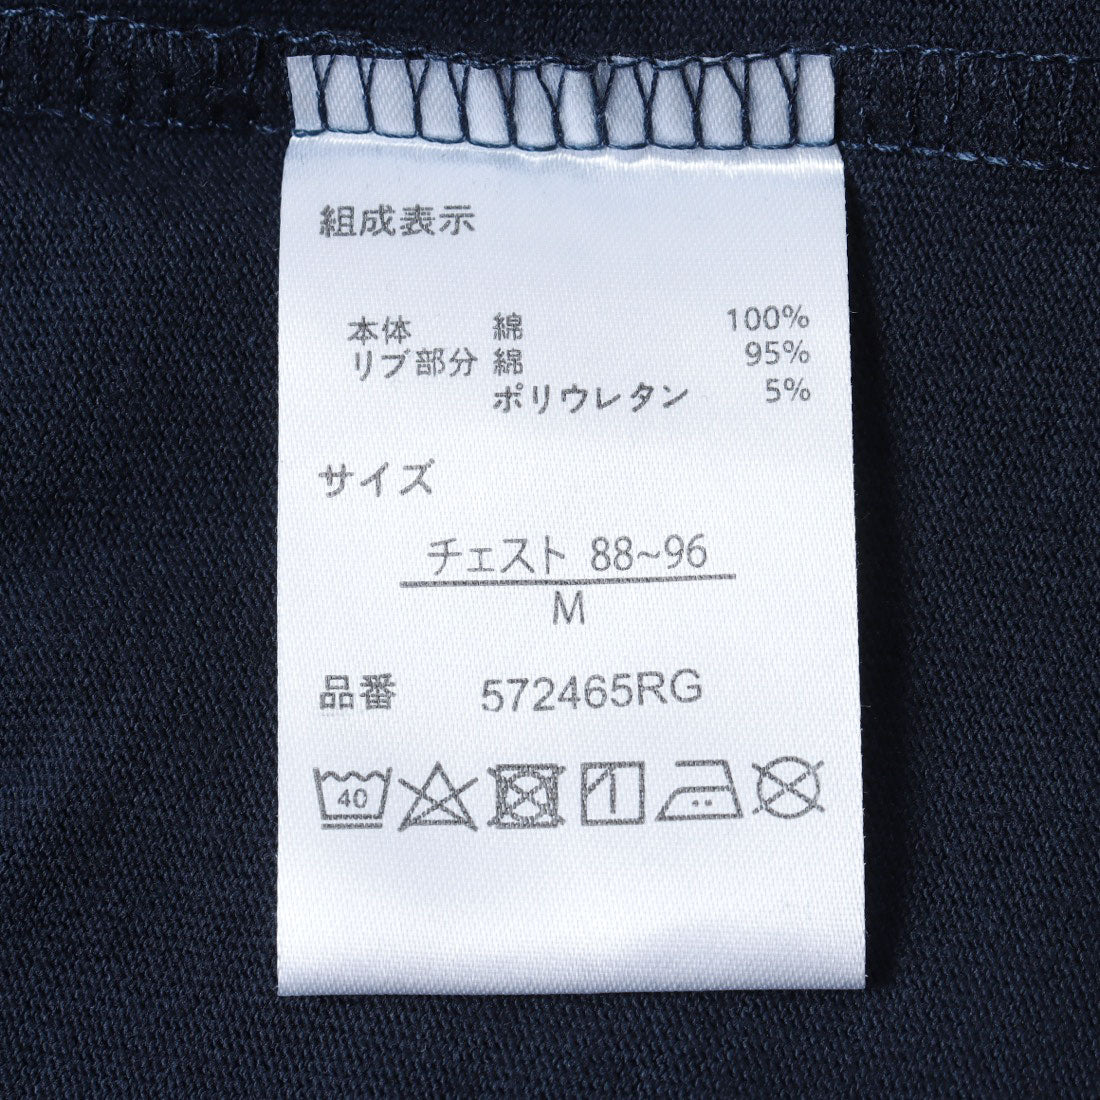 組成表示
本体 綿 100%
リブ部分 綿 95%
ポリウレタン 5%
サイズ
チェスト 88~96
M
品番 572465RG
40